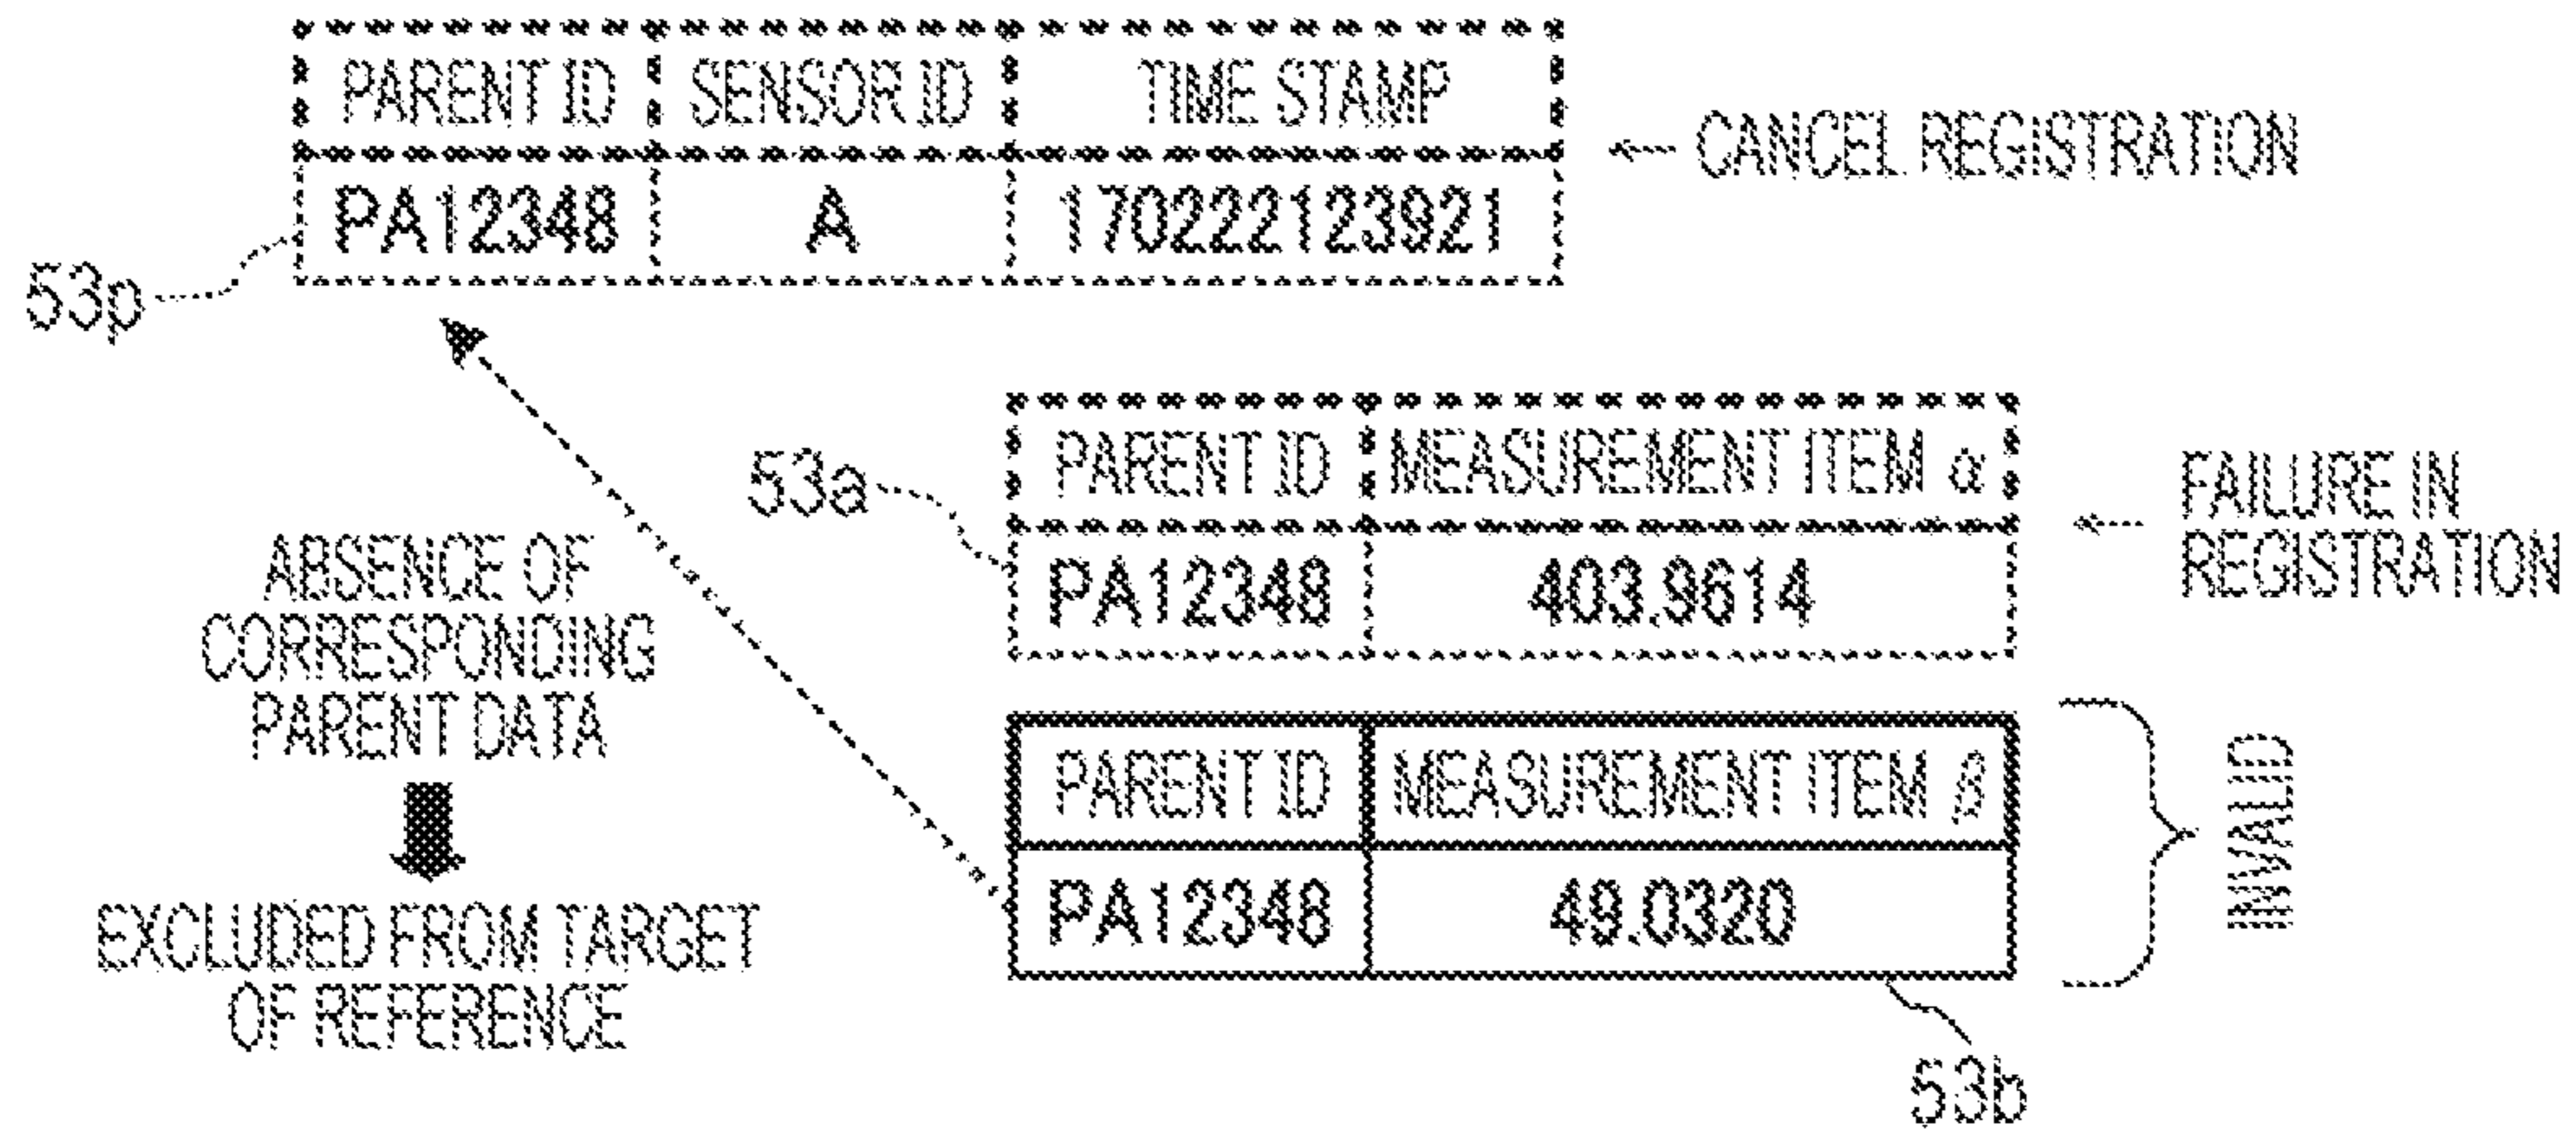 PARENT ID SENSOR ID TIME STAMP
PA12348 A 170222123921
CANCEL REGISTRATION
53p
53a
PARENT ID MEASUREMENT ITEM α
PA12348 403.9614
FAILURE IN
REGISTRATION
ABSENCE OF
CORRESPONDING
PARENT DATA
EXCLUDED FROM TARGET
OF REFERENCE
PARENT ID MEASUREMENT ITEM β
PA12348 49.0320
INVALID
53b